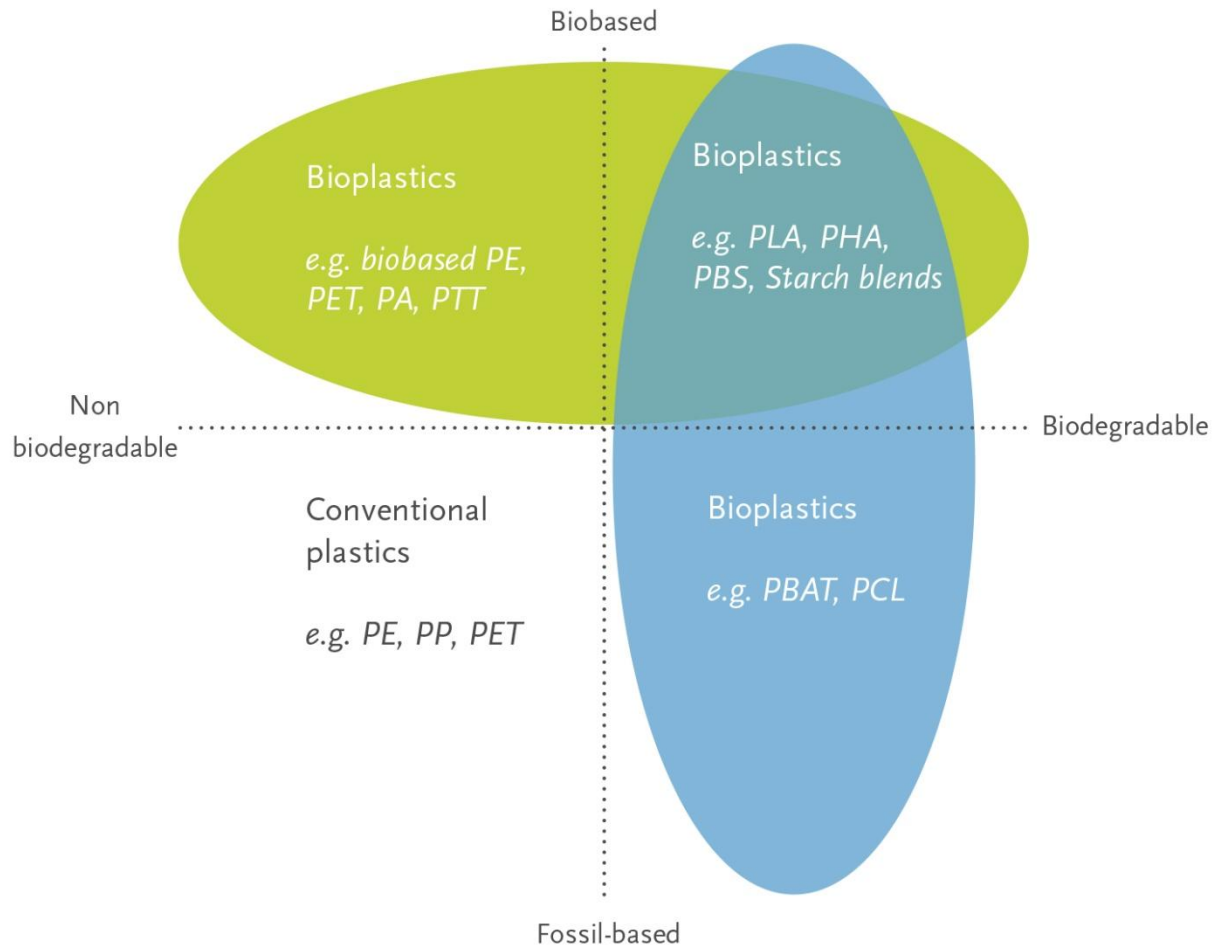 Biobased
Bioplastics
e.g. biobased PE,
PET, PA, PTT
Bioplastics
e.g. PLA, PHA,
PBS, Starch blends
Non
biodegradable
Biodegradable
Conventional
plastics
e.g. PE, PP, PET
Bioplastics
e.g. PBAT, PCL
Fossil-based